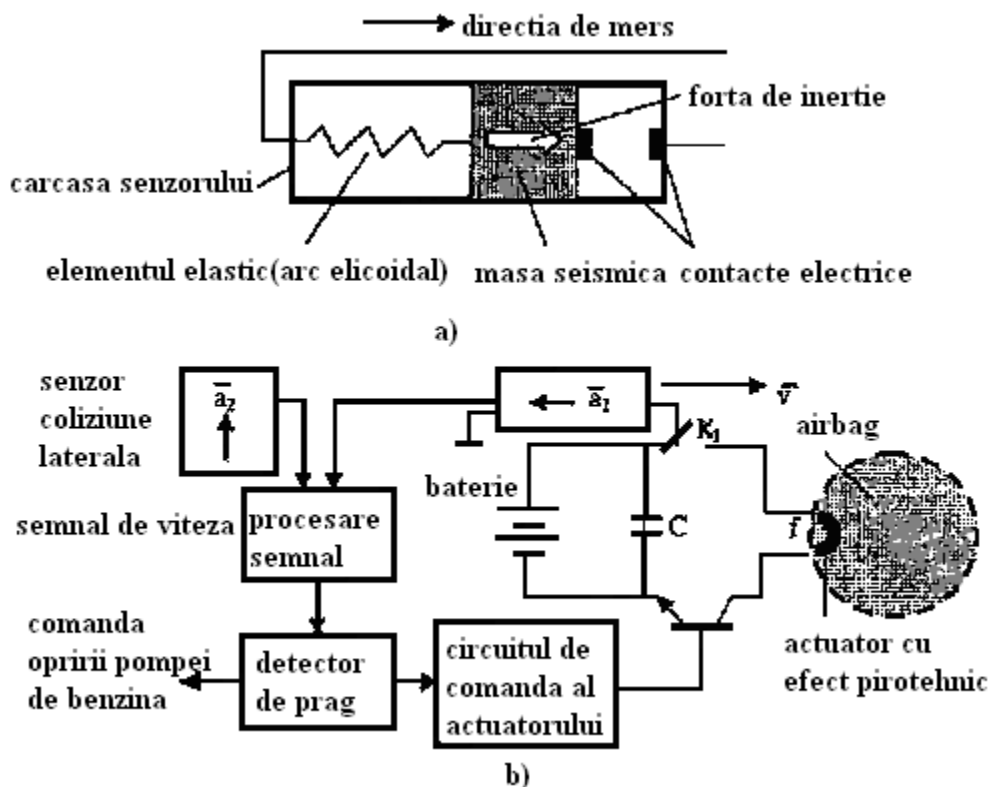 directia de mers
forta de inertie
carcasa senzorului
elementul elastic(arc elicoidal)
masa seismica
contacte electrice
a)
senzor
coliziune
laterala
a̅₂
a̅₁
v̅
K₁
airbag
baterie
semnal de viteza
procesare
semnal
C
f
comanda
opririi pompei
de benzina
detector
de prag
circuitul de
comanda al
actuatorului
actuator cu
efect pirotehnic
b)